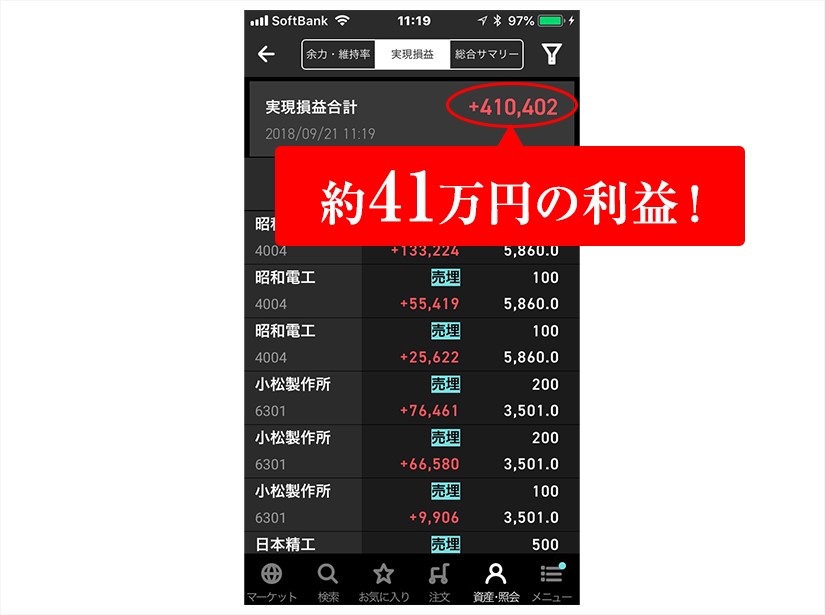 SoftBank 11:19 97%
余力・維持率 実現損益 総合サマリー
実現損益合計 +410,402
2018/09/21 11:19
約41万円の利益!
昭
4004 +133,224 5,860.0
昭和電工 売埋 100
4004 +55,419 5,860.0
昭和電工 売埋 100
4004 +25,622 5,860.0
小松製作所 売埋 200
6301 +76,461 3,501.0
小松製作所 売埋 200
6301 +66,580 3,501.0
小松製作所 売埋 100
6301 +9,906 3,501.0
日本精工 売埋 500
マーケット 検索 お気に入り 注文 資産・照会 メニュー